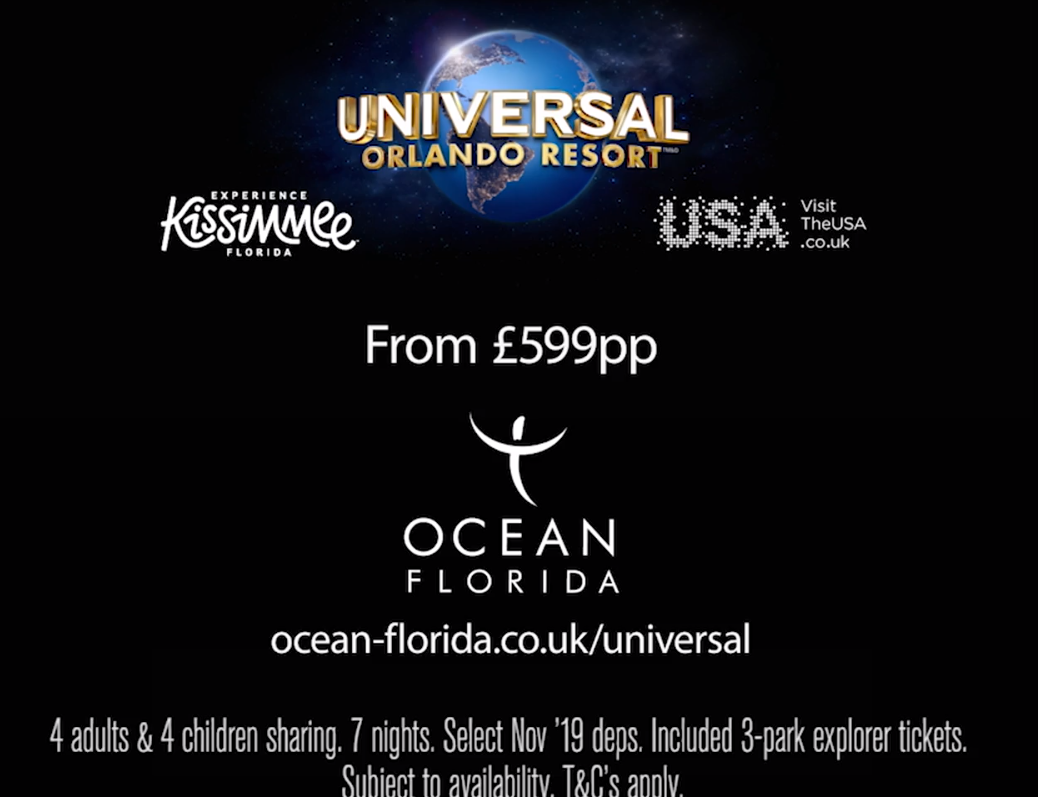 UNIVERSAL
ORLANDO RESORT
EXPERIENCE
Kissimmee
FLORIDA
USA
Visit
TheUSA
.co.uk
From £599pp
OCEAN
FLORIDA
ocean-florida.co.uk/universal
4 adults & 4 children sharing. 7 nights. Select Nov '19 deps. Included 3-park explorer tickets.
Subject to availability. T&C's apply.